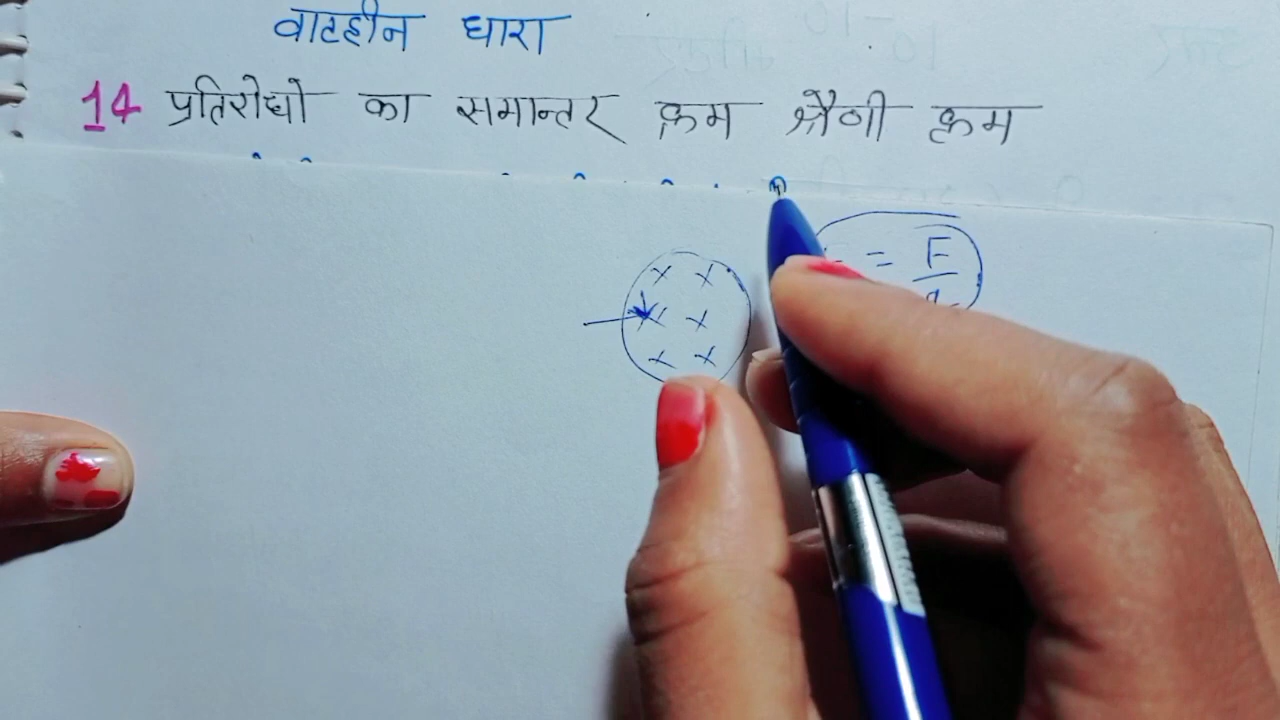 वाटहीन धारा
14 प्रतिरोधो का समान्तर क्रम श्रैणी क्रम
= F